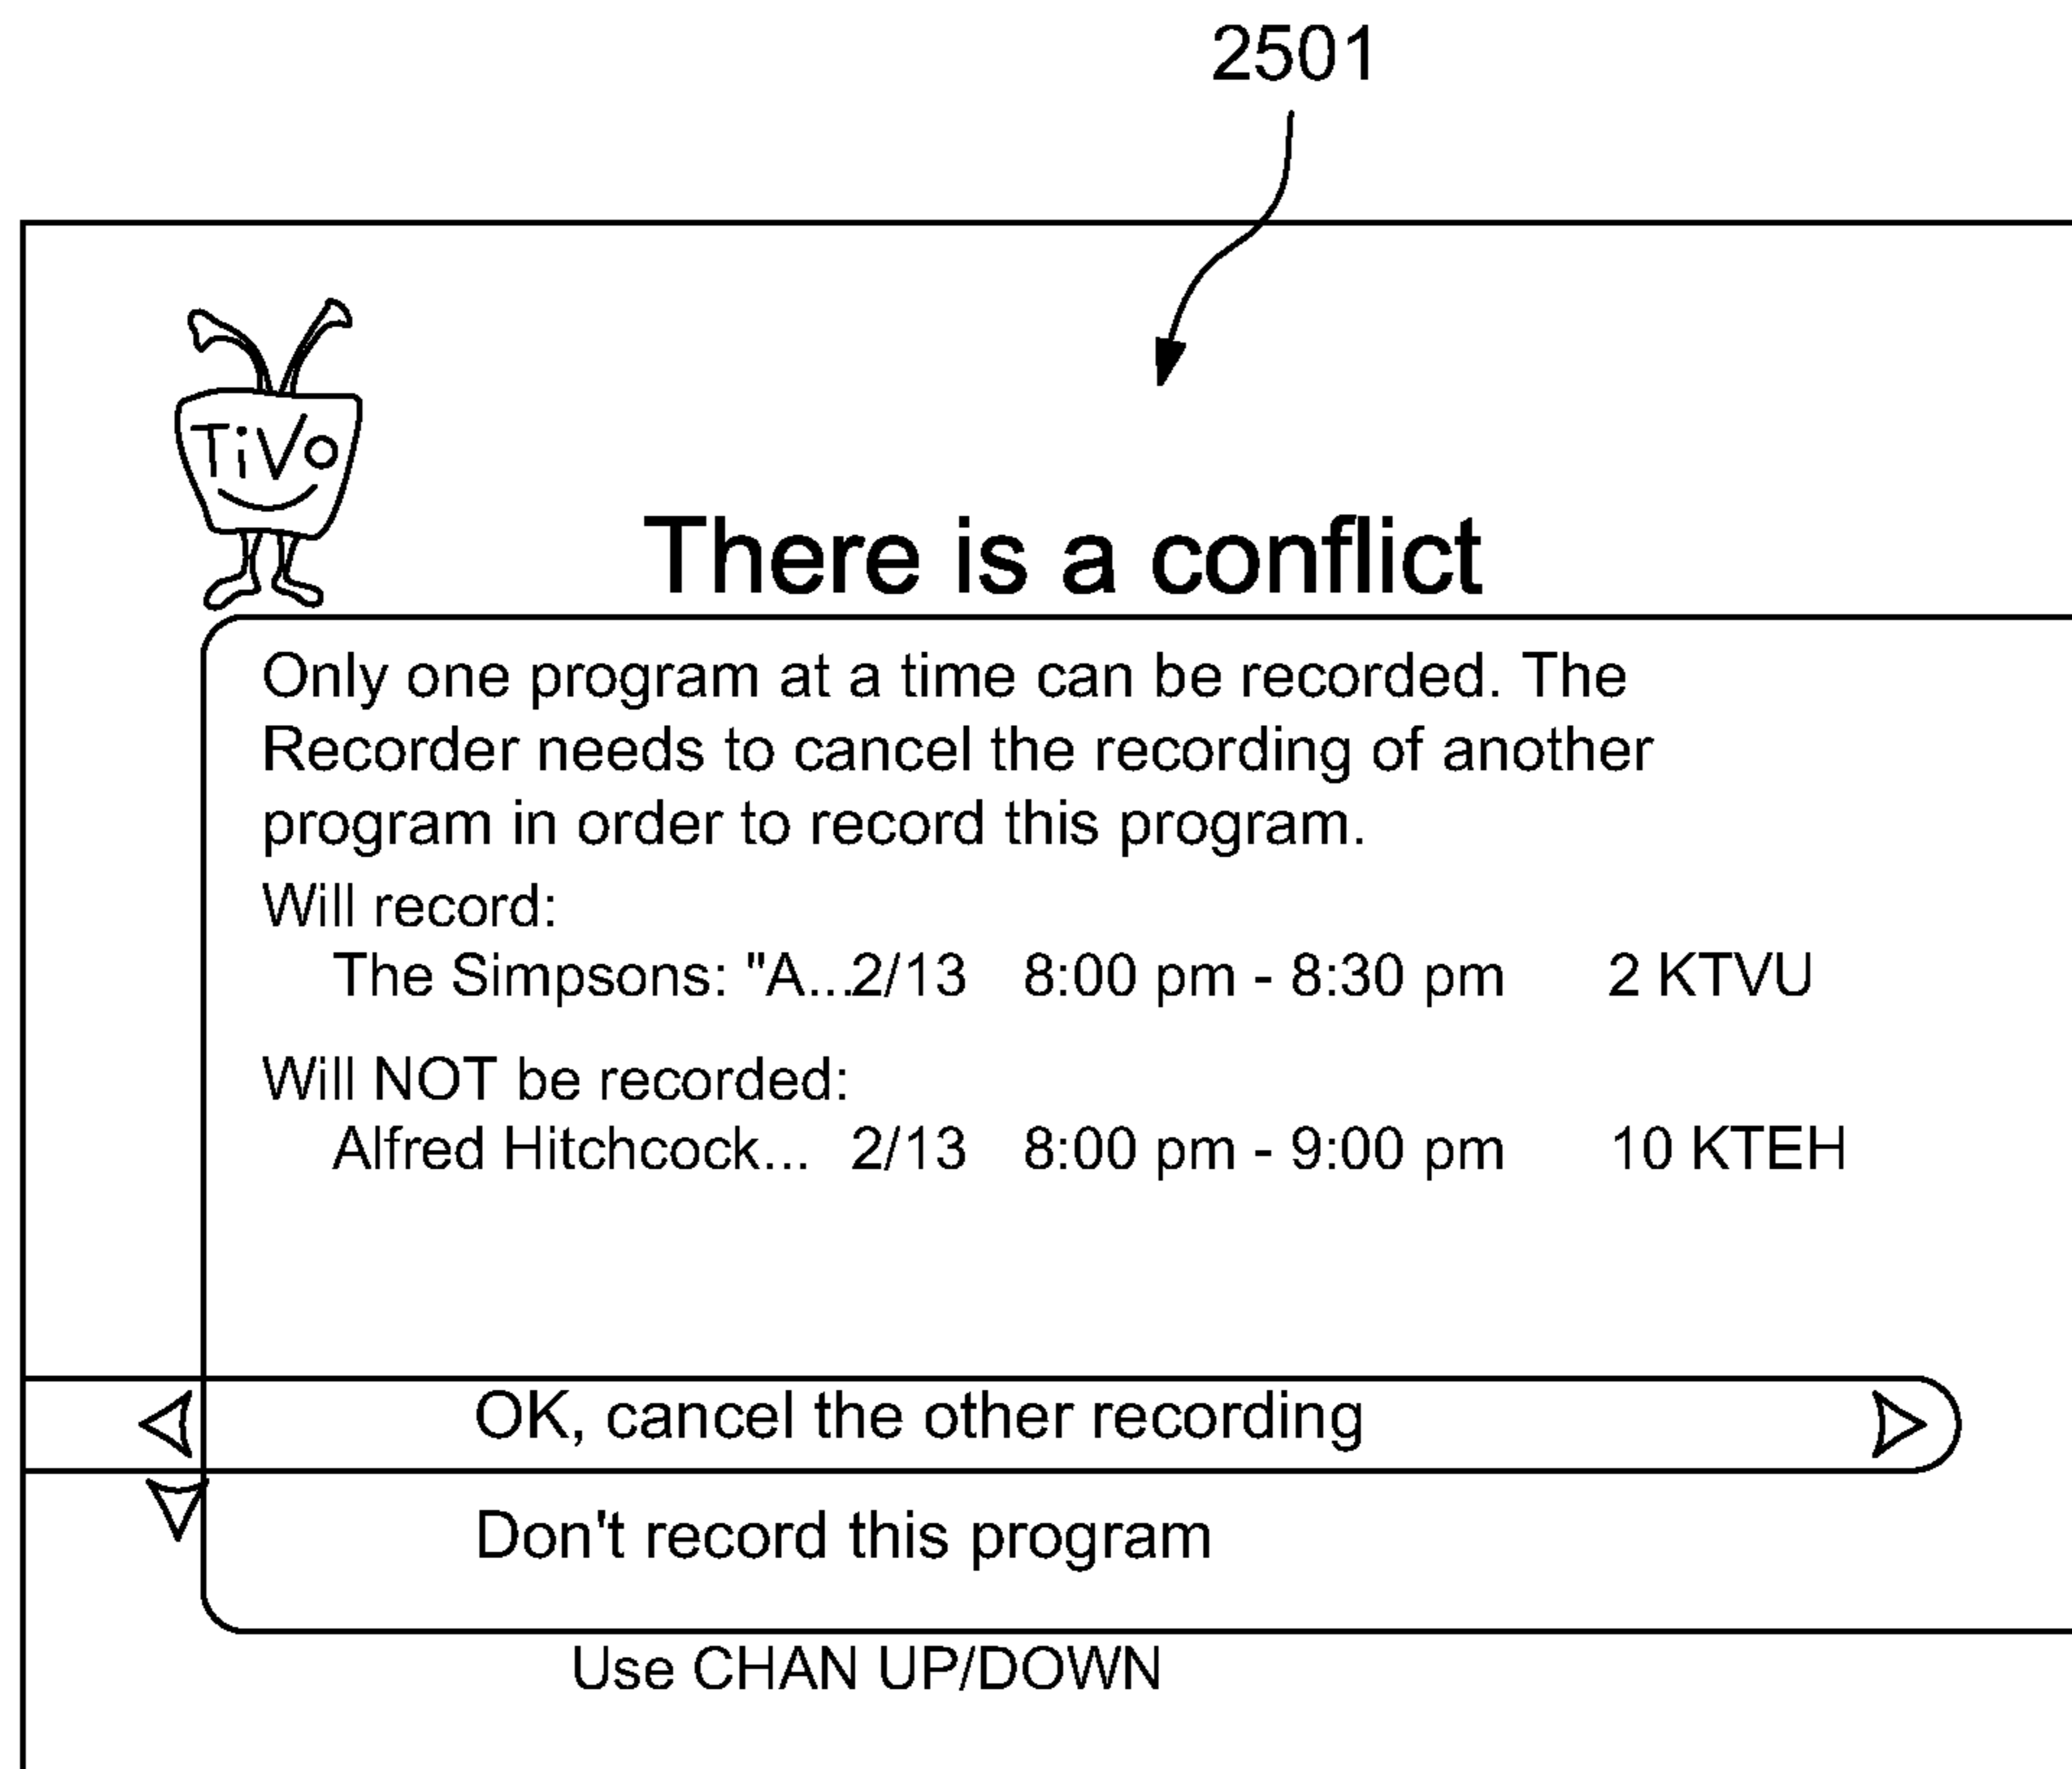 2501
TiVo
There is a conflict
Only one program at a time can be recorded. The
Recorder needs to cancel the recording of another
program in order to record this program.
Will record:
The Simpsons: "A... 2/13 8:00 pm - 8:30 pm 2 KTVU
Will NOT be recorded:
Alfred Hitchcock... 2/13 8:00 pm - 9:00 pm 10 KTEH
OK, cancel the other recording
Don't record this program
Use CHAN UP/DOWN